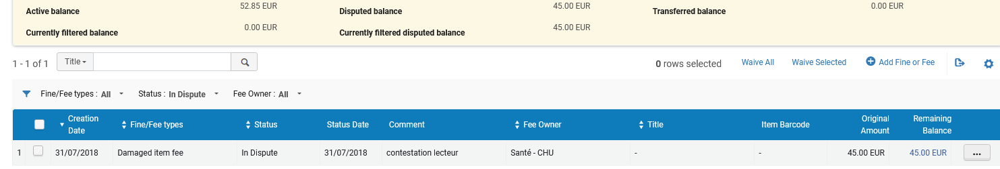 Active balance 52.85 EUR Disputed balance 45.00 EUR Transferred balance 0.00 EUR
Currently filtered balance 0.00 EUR Currently filtered disputed balance 45.00 EUR
1 - 1 of 1 Title 0 rows selected Waive All Waive Selected Add Fine or Fee
Fine/Fee types : All Status : In Dispute Fee Owner : All
Creation Date Fine/Fee types Status Status Date Comment Fee Owner Title Item Barcode Original Amount Remaining Balance
1 31/07/2018 Damaged item fee In Dispute 31/07/2018 contestation lecteur Santé - CHU - - 45.00 EUR 45.00 EUR ...